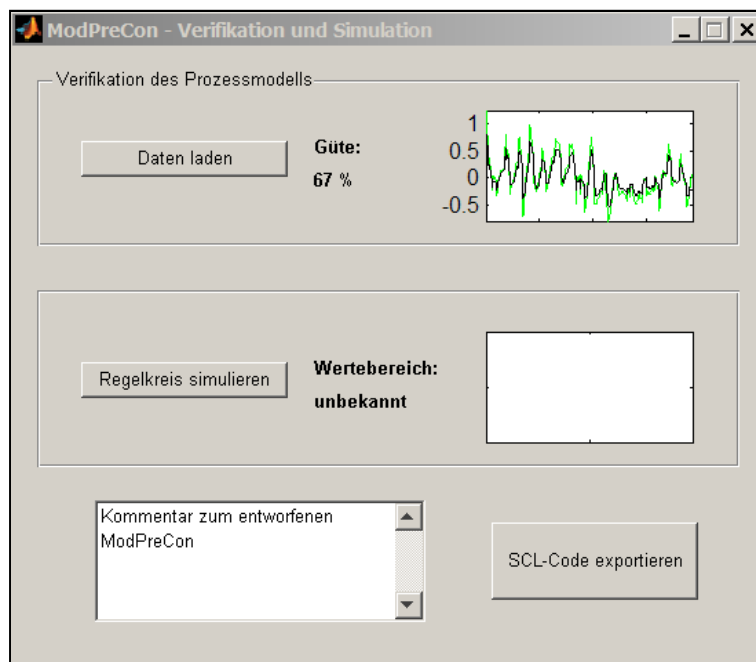 ModPreCon - Verifikation und Simulation
Verifikation des Prozessmodells
Daten laden
Güte:
67 %
1
0.5
0
-0.5
Regelkreis simulieren
Wertebereich:
unbekannt
Kommentar zum entworfenen
ModPreCon
SCL-Code exportieren